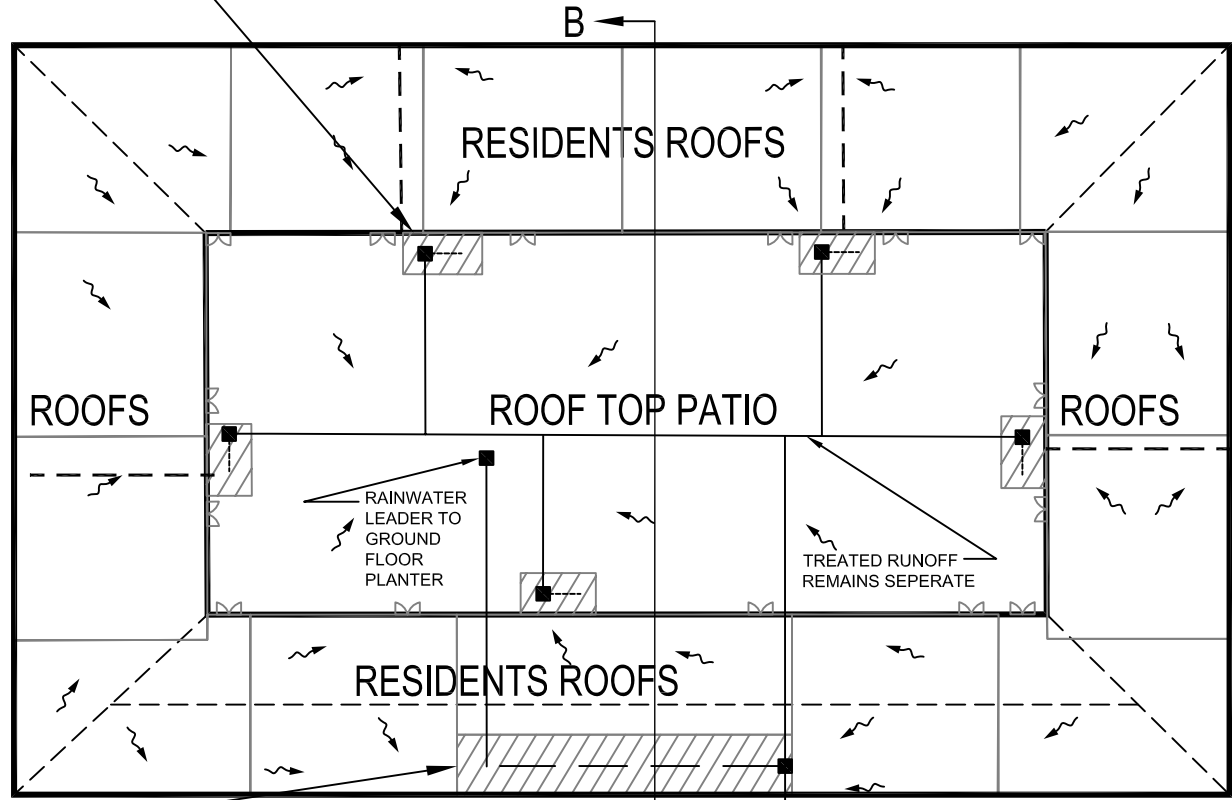 B
RESIDENTS ROOFS
ROOFS
ROOF TOP PATIO
ROOFS
RAINWATER
LEADER TO
GROUND
FLOOR
PLANTER
TREATED RUNOFF
REMAINS SEPERATE
RESIDENTS ROOFS